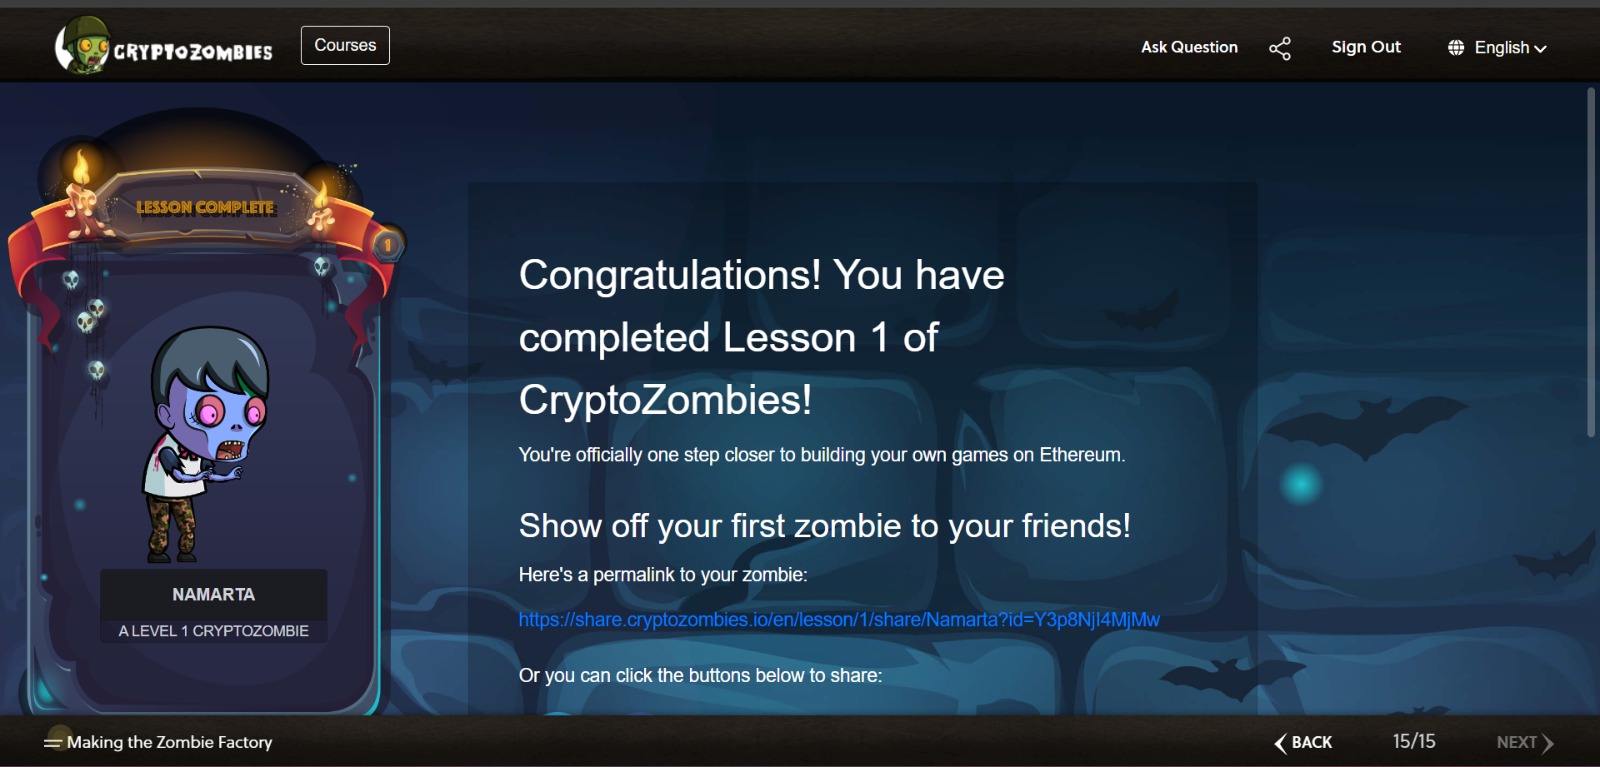 CRYPTOZOMBIES
Courses
Ask Question
Sign Out
English
LESSON COMPLETE
1
NAMARTA
A LEVEL 1 CRYPTOZOMBIE
Congratulations! You have
completed Lesson 1 of
CryptoZombies!
You're officially one step closer to building your own games on Ethereum.
Show off your first zombie to your friends!
Here's a permalink to your zombie:
https://share.cryptozombies.io/en/lesson/1/share/Namarta?id=Y3p8NjI4MjMw
Or you can click the buttons below to share:
Making the Zombie Factory
BACK
15/15
NEXT